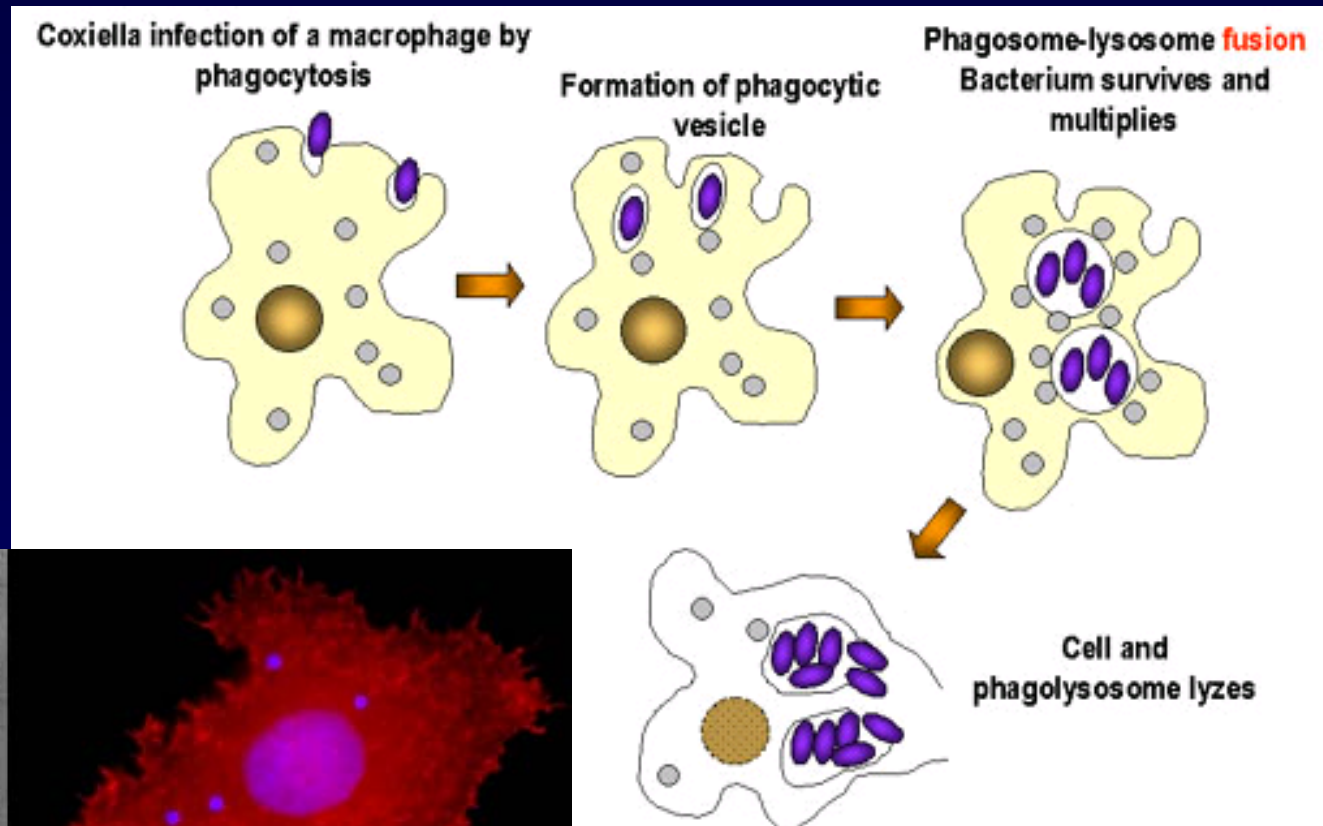 Coxiella infection of a macrophage by
phagocytosis
Formation of phagocytic
vesicle
Phagosome-lysosome fusion
Bacterium survives and
multiplies
Cell and
phagolysosome lyzes